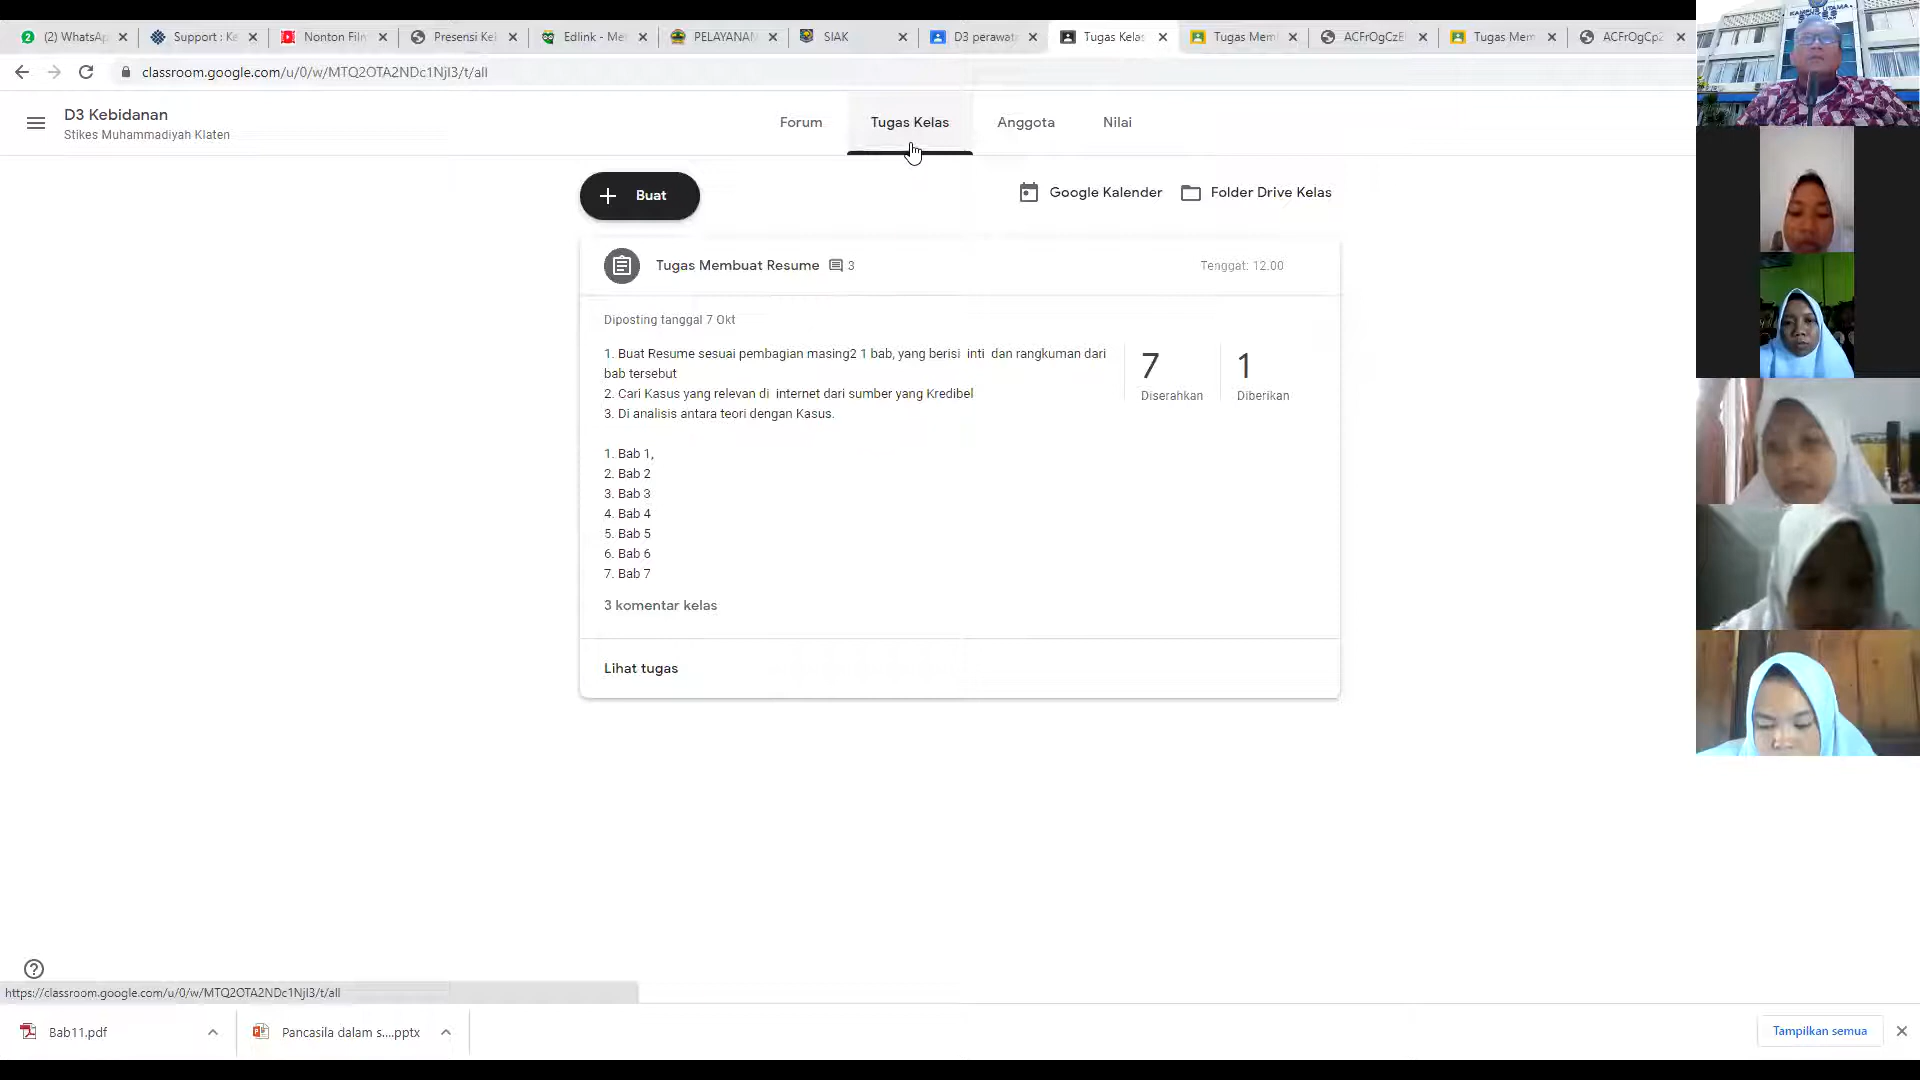 (2) WhatsAp
Support : Ke
Nonton Film
Presensi Kel
Edlink - Me
PELAYANAN
SIAK
D3 perawat
Tugas Kelas
Tugas Mem
ACFrOgCzE
Tugas Mem
ACFrOgCp2
classroom.google.com/u/0/w/MTQ2OTA2NDc1NjI3/t/all
D3 Kebidanan
Stikes Muhammadiyah Klaten
Forum
Tugas Kelas
Anggota
Nilai
Buat
Google Kalender
Folder Drive Kelas
Tugas Membuat Resume 3
Tenggat: 12.00
Diposting tanggal 7 Okt
1. Buat Resume sesuai pembagian masing2 1 bab, yang berisi inti dan rangkuman dari
bab tersebut
2. Cari Kasus yang relevan di internet dari sumber yang Kredibel
3. Di analisis antara teori dengan Kasus.
7
Diserahkan
1
Diberikan
1. Bab 1,
2. Bab 2
3. Bab 3
4. Bab 4
5. Bab 5
6. Bab 6
7. Bab 7
3 komentar kelas
Lihat tugas
https://classroom.google.com/u/0/w/MTQ2OTA2NDc1NjI3/t/all
Bab11.pdf
Pancasila dalam s....pptx
Tampilkan semua
KAMPUS UTAMA